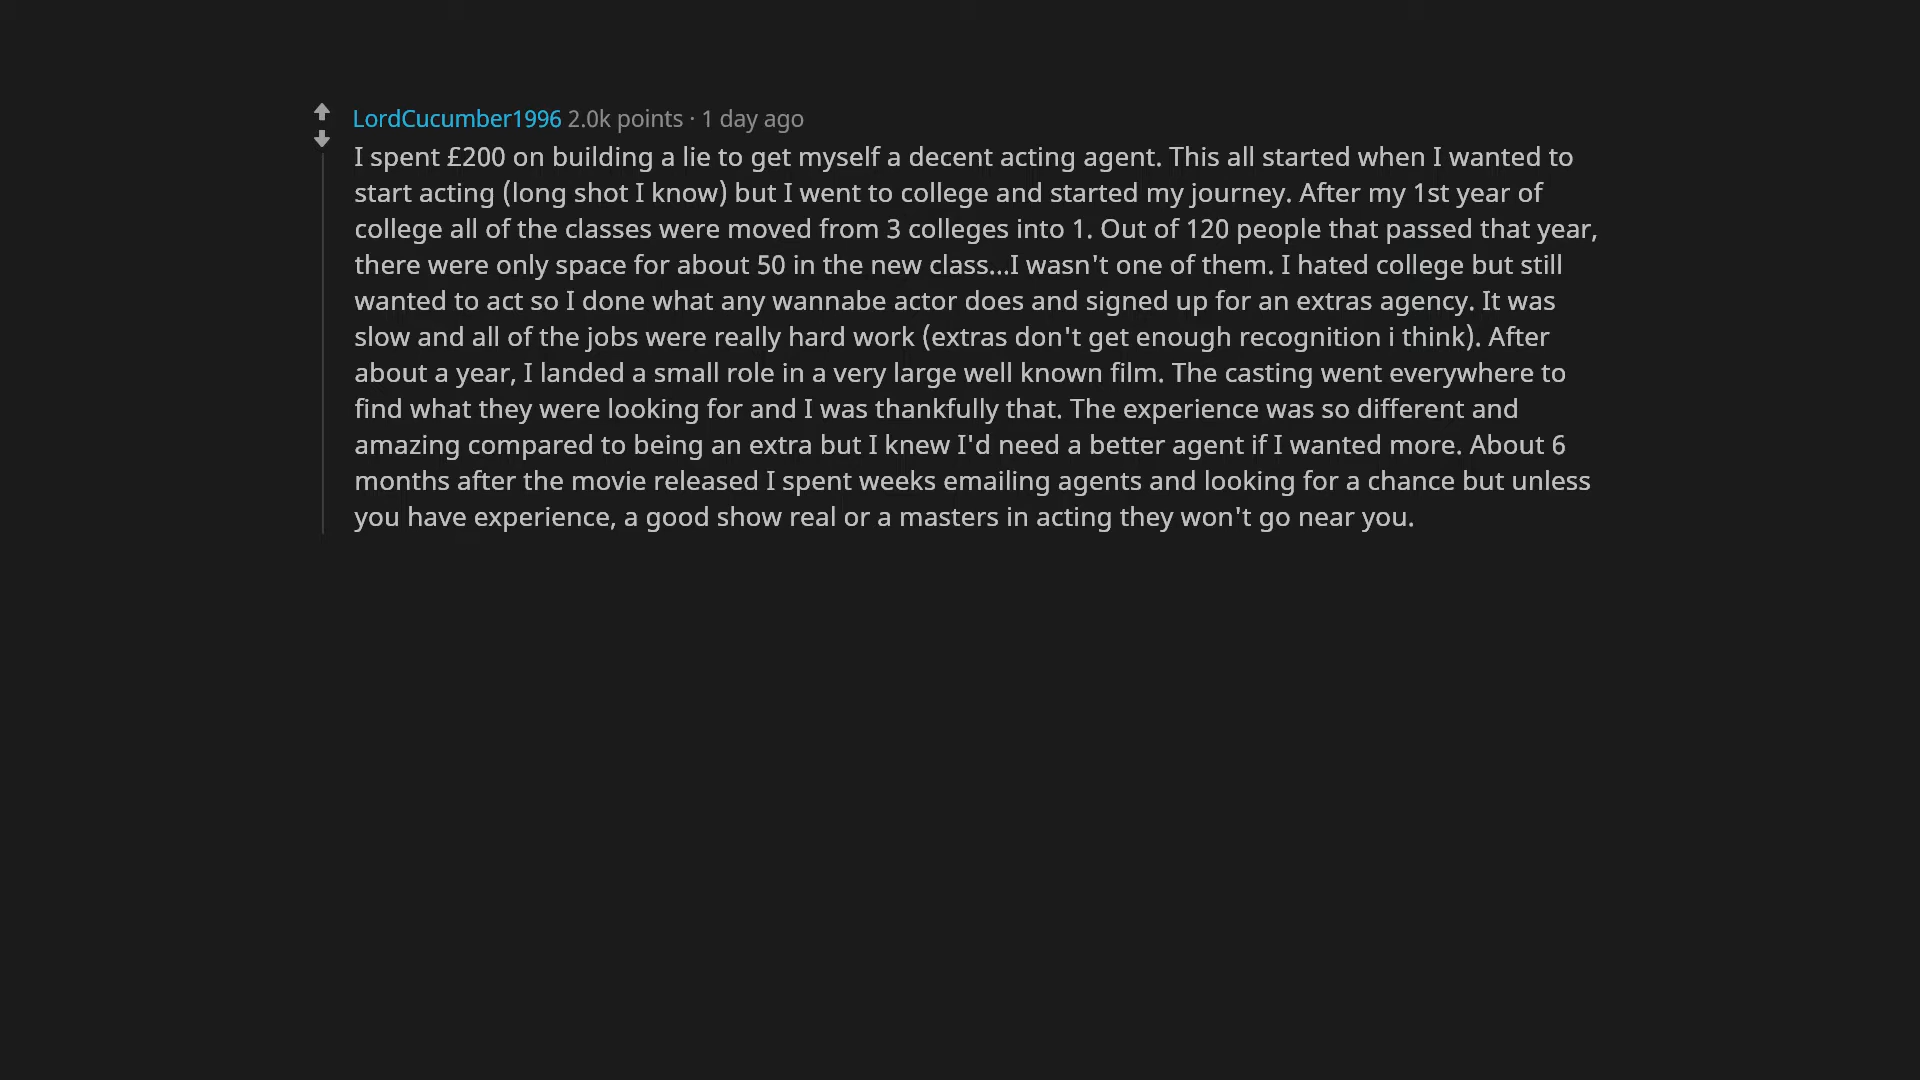 LordCucumber1996 2.0k points · 1 day ago
I spent £200 on building a lie to get myself a decent acting agent. This all started when I wanted to
start acting (long shot I know) but I went to college and started my journey. After my 1st year of
college all of the classes were moved from 3 colleges into 1. Out of 120 people that passed that year,
there were only space for about 50 in the new class...I wasn't one of them. I hated college but still
wanted to act so I done what any wannabe actor does and signed up for an extras agency. It was
slow and all of the jobs were really hard work (extras don't get enough recognition i think). After
about a year, I landed a small role in a very large well known film. The casting went everywhere to
find what they were looking for and I was thankfully that. The experience was so different and
amazing compared to being an extra but I knew I'd need a better agent if I wanted more. About 6
months after the movie released I spent weeks emailing agents and looking for a chance but unless
you have experience, a good show real or a masters in acting they won't go near you.